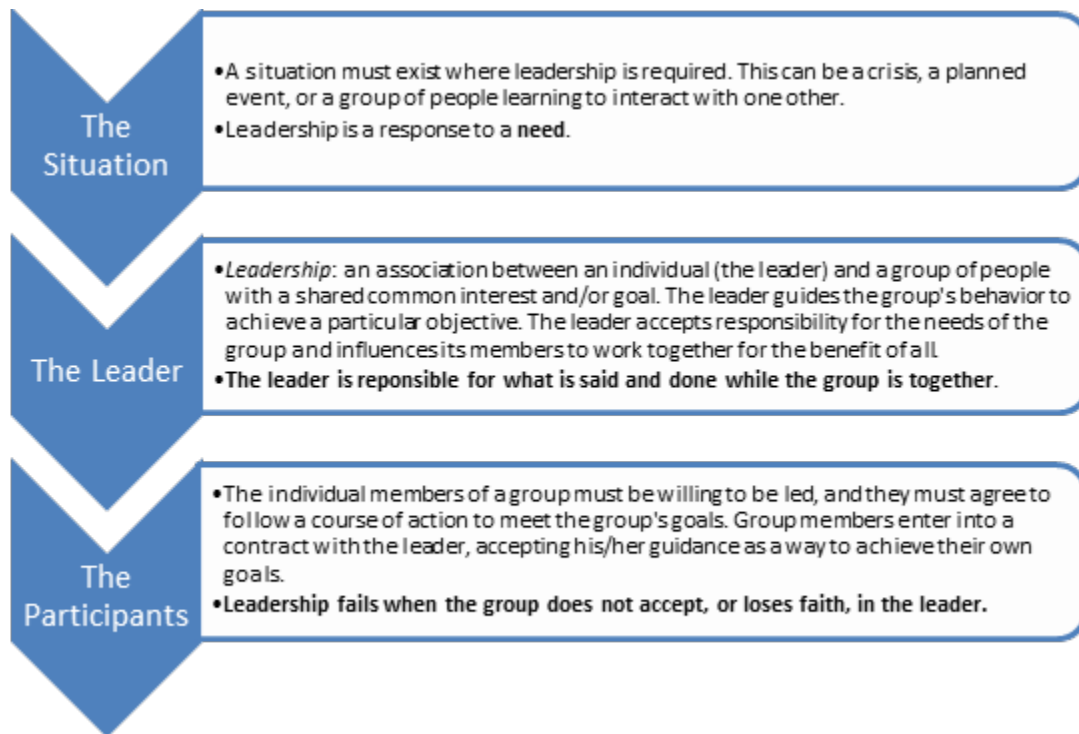 The
Situation
•A situation must exist where leadership is required. This can be a crisis, a planned
event, or a group of people learning to interact with one other.
•Leadership is a response to a need.
The Leader
•Leadership: an association between an individual (the leader) and a group of people
with a shared common interest and/or goal. The leader guides the group's behavior to
achieve a particular objective. The leader accepts responsibility for the needs of the
group and influences its members to work together for the benefit of all.
•The leader is reponsible for what is said and done while the group is together.
The
Participants
•The individual members of a group must be willing to be led, and they must agree to
follow a course of action to meet the group's goals. Group members enter into a
contract with the leader, accepting his/her guidance as a way to achieve their own
goals.
•Leadership fails when the group does not accept, or loses faith, in the leader.